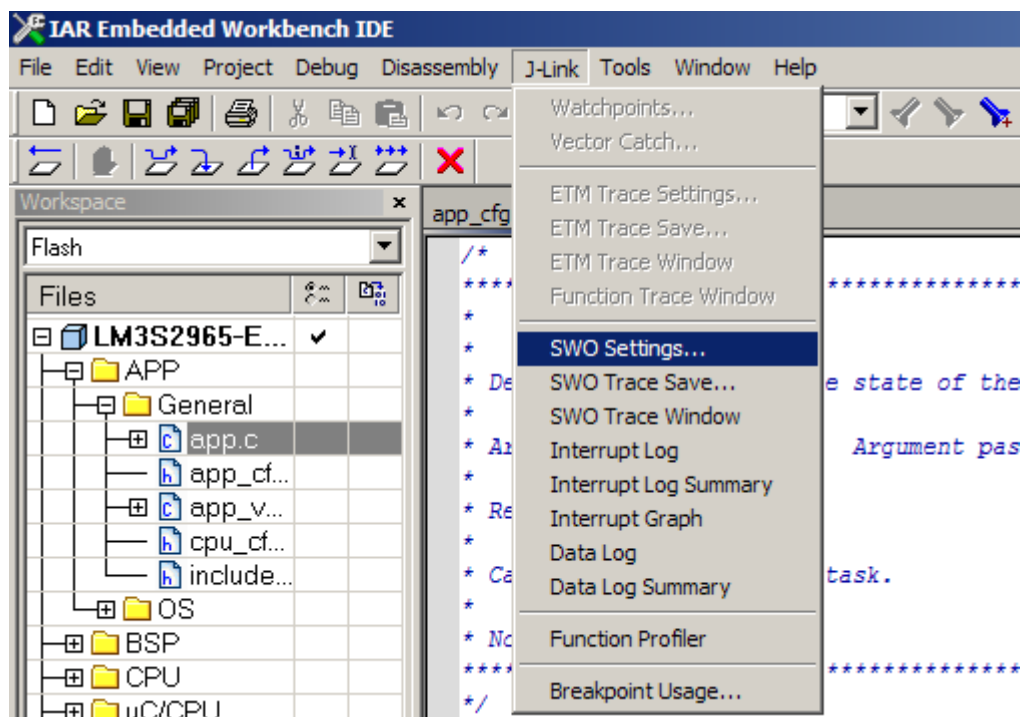 IAR Embedded Workbench IDE
File Edit View Project Debug Disassembly J-Link Tools Window Help
Watchpoints...
Vector Catch...
ETM Trace Settings...
ETM Trace Save...
ETM Trace Window
Function Trace Window
SWO Settings...
SWO Trace Save...
SWO Trace Window
Interrupt Log
Interrupt Log Summary
Interrupt Graph
Data Log
Data Log Summary
Function Profiler
Breakpoint Usage...
Workspace
Flash
Files
LM3S2965-E...
APP
General
app.c
app_cf...
app_v...
cpu_cf...
include...
OS
BSP
CPU
uC/CPU
app_cfg
/*
**** ***************
*
*
* De e state of the
*
* Ar Argument pas
*
* Re
*
* Ca task.
*
* No
**** ***************
*/